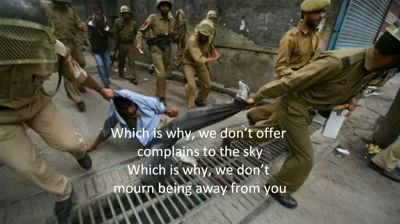 Which is why, we don't offer
complains to the sky
Which is why, we don't
mourn being away from you